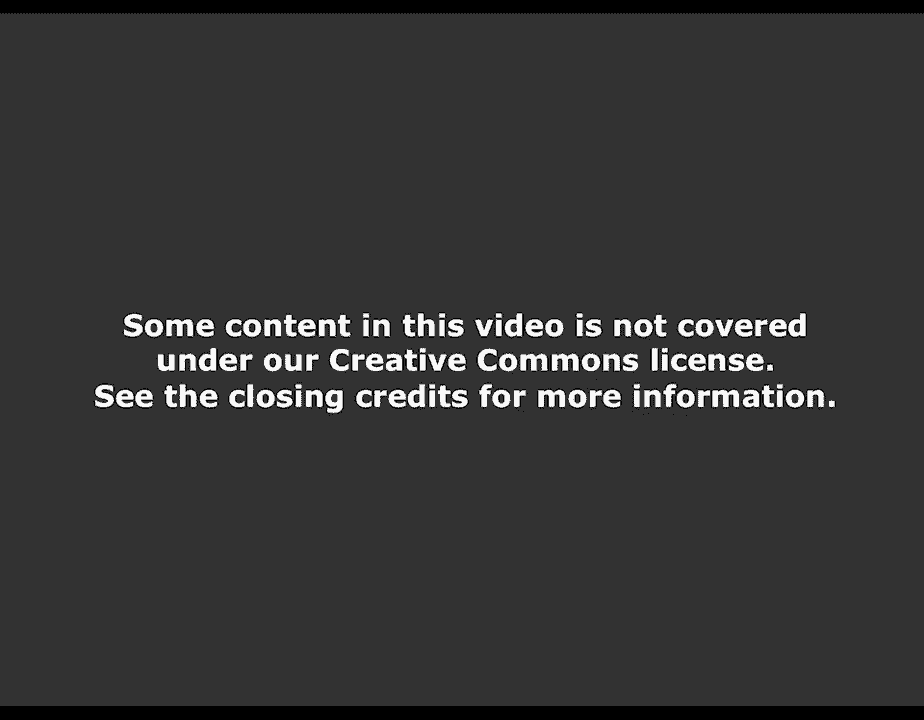 Some content in this video is not covered
under our Creative Commons license.
See the closing credits for more information.